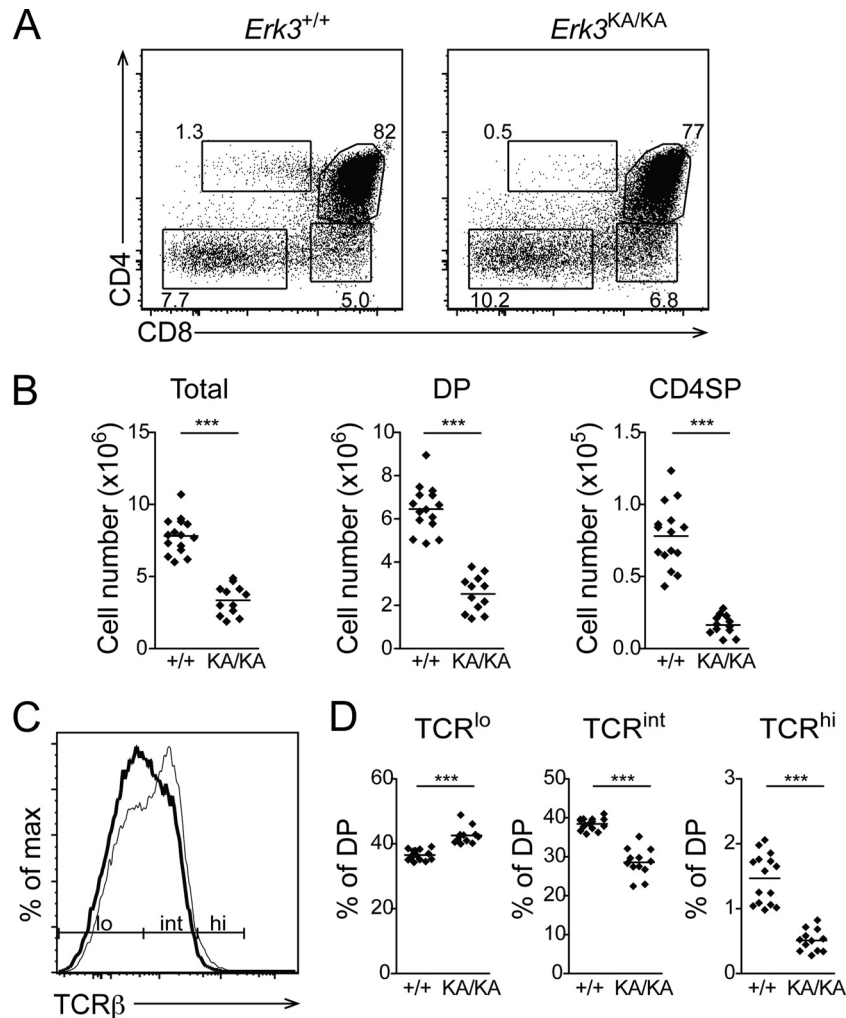 A
Erk3+/+
Erk3KA/KA
1.3
82
0.5
77
7.7
5.0
10.2
6.8
CD4
CD8
B
Total
DP
CD4SP
***
***
***
Cell number (x10⁶)
15
10
5
0
+/+ KA/KA
Cell number (x10⁶)
10
8
6
4
2
0
+/+ KA/KA
Cell number (x10⁵)
1.5
1.0
0.5
0.0
+/+ KA/KA
C
% of max
lo int hi
TCRβ
D
TCRlo
TCRint
TCRhi
***
***
***
% of DP
60
40
20
0
+/+ KA/KA
% of DP
50
40
30
20
10
0
+/+ KA/KA
% of DP
3
2
1
0
+/+ KA/KA